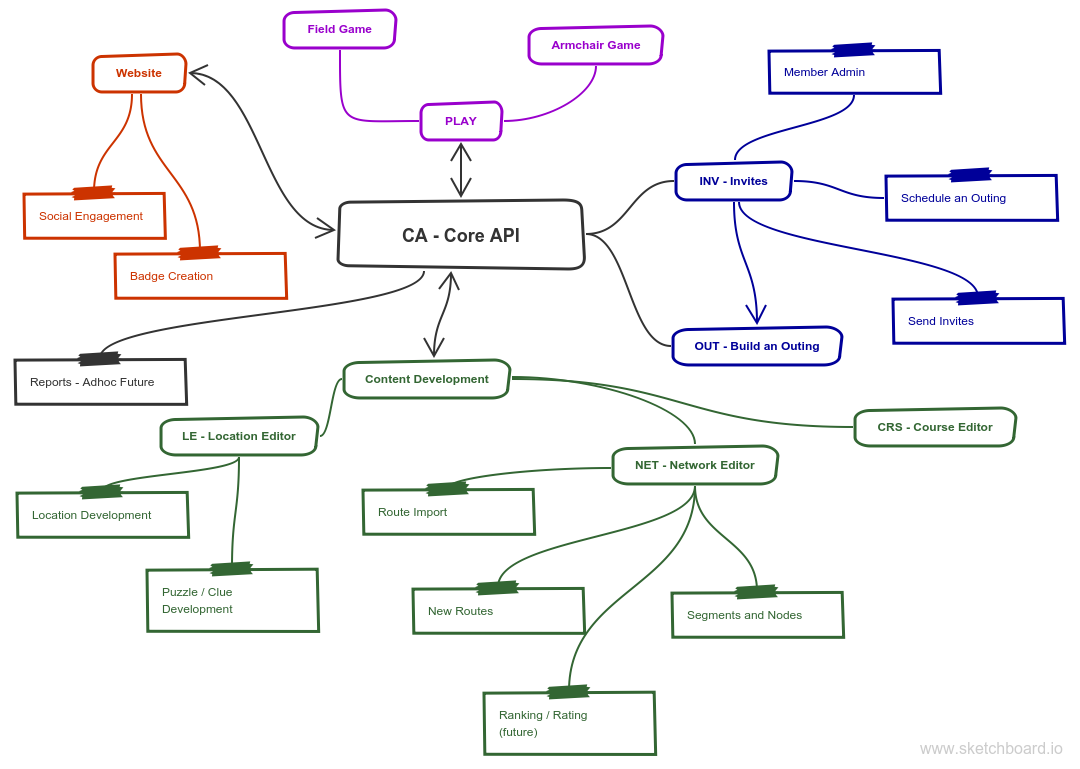 Field Game
Armchair Game
Website
Member Admin
PLAY
INV - Invites
Schedule an Outing
Social Engagement
CA - Core API
Badge Creation
Send Invites
OUT - Build an Outing
Reports - Adhoc Future
Content Development
LE - Location Editor
CRS - Course Editor
NET - Network Editor
Location Development
Route Import
Puzzle / Clue
Development
New Routes
Segments and Nodes
Ranking / Rating
(future)
www.sketchboard.io